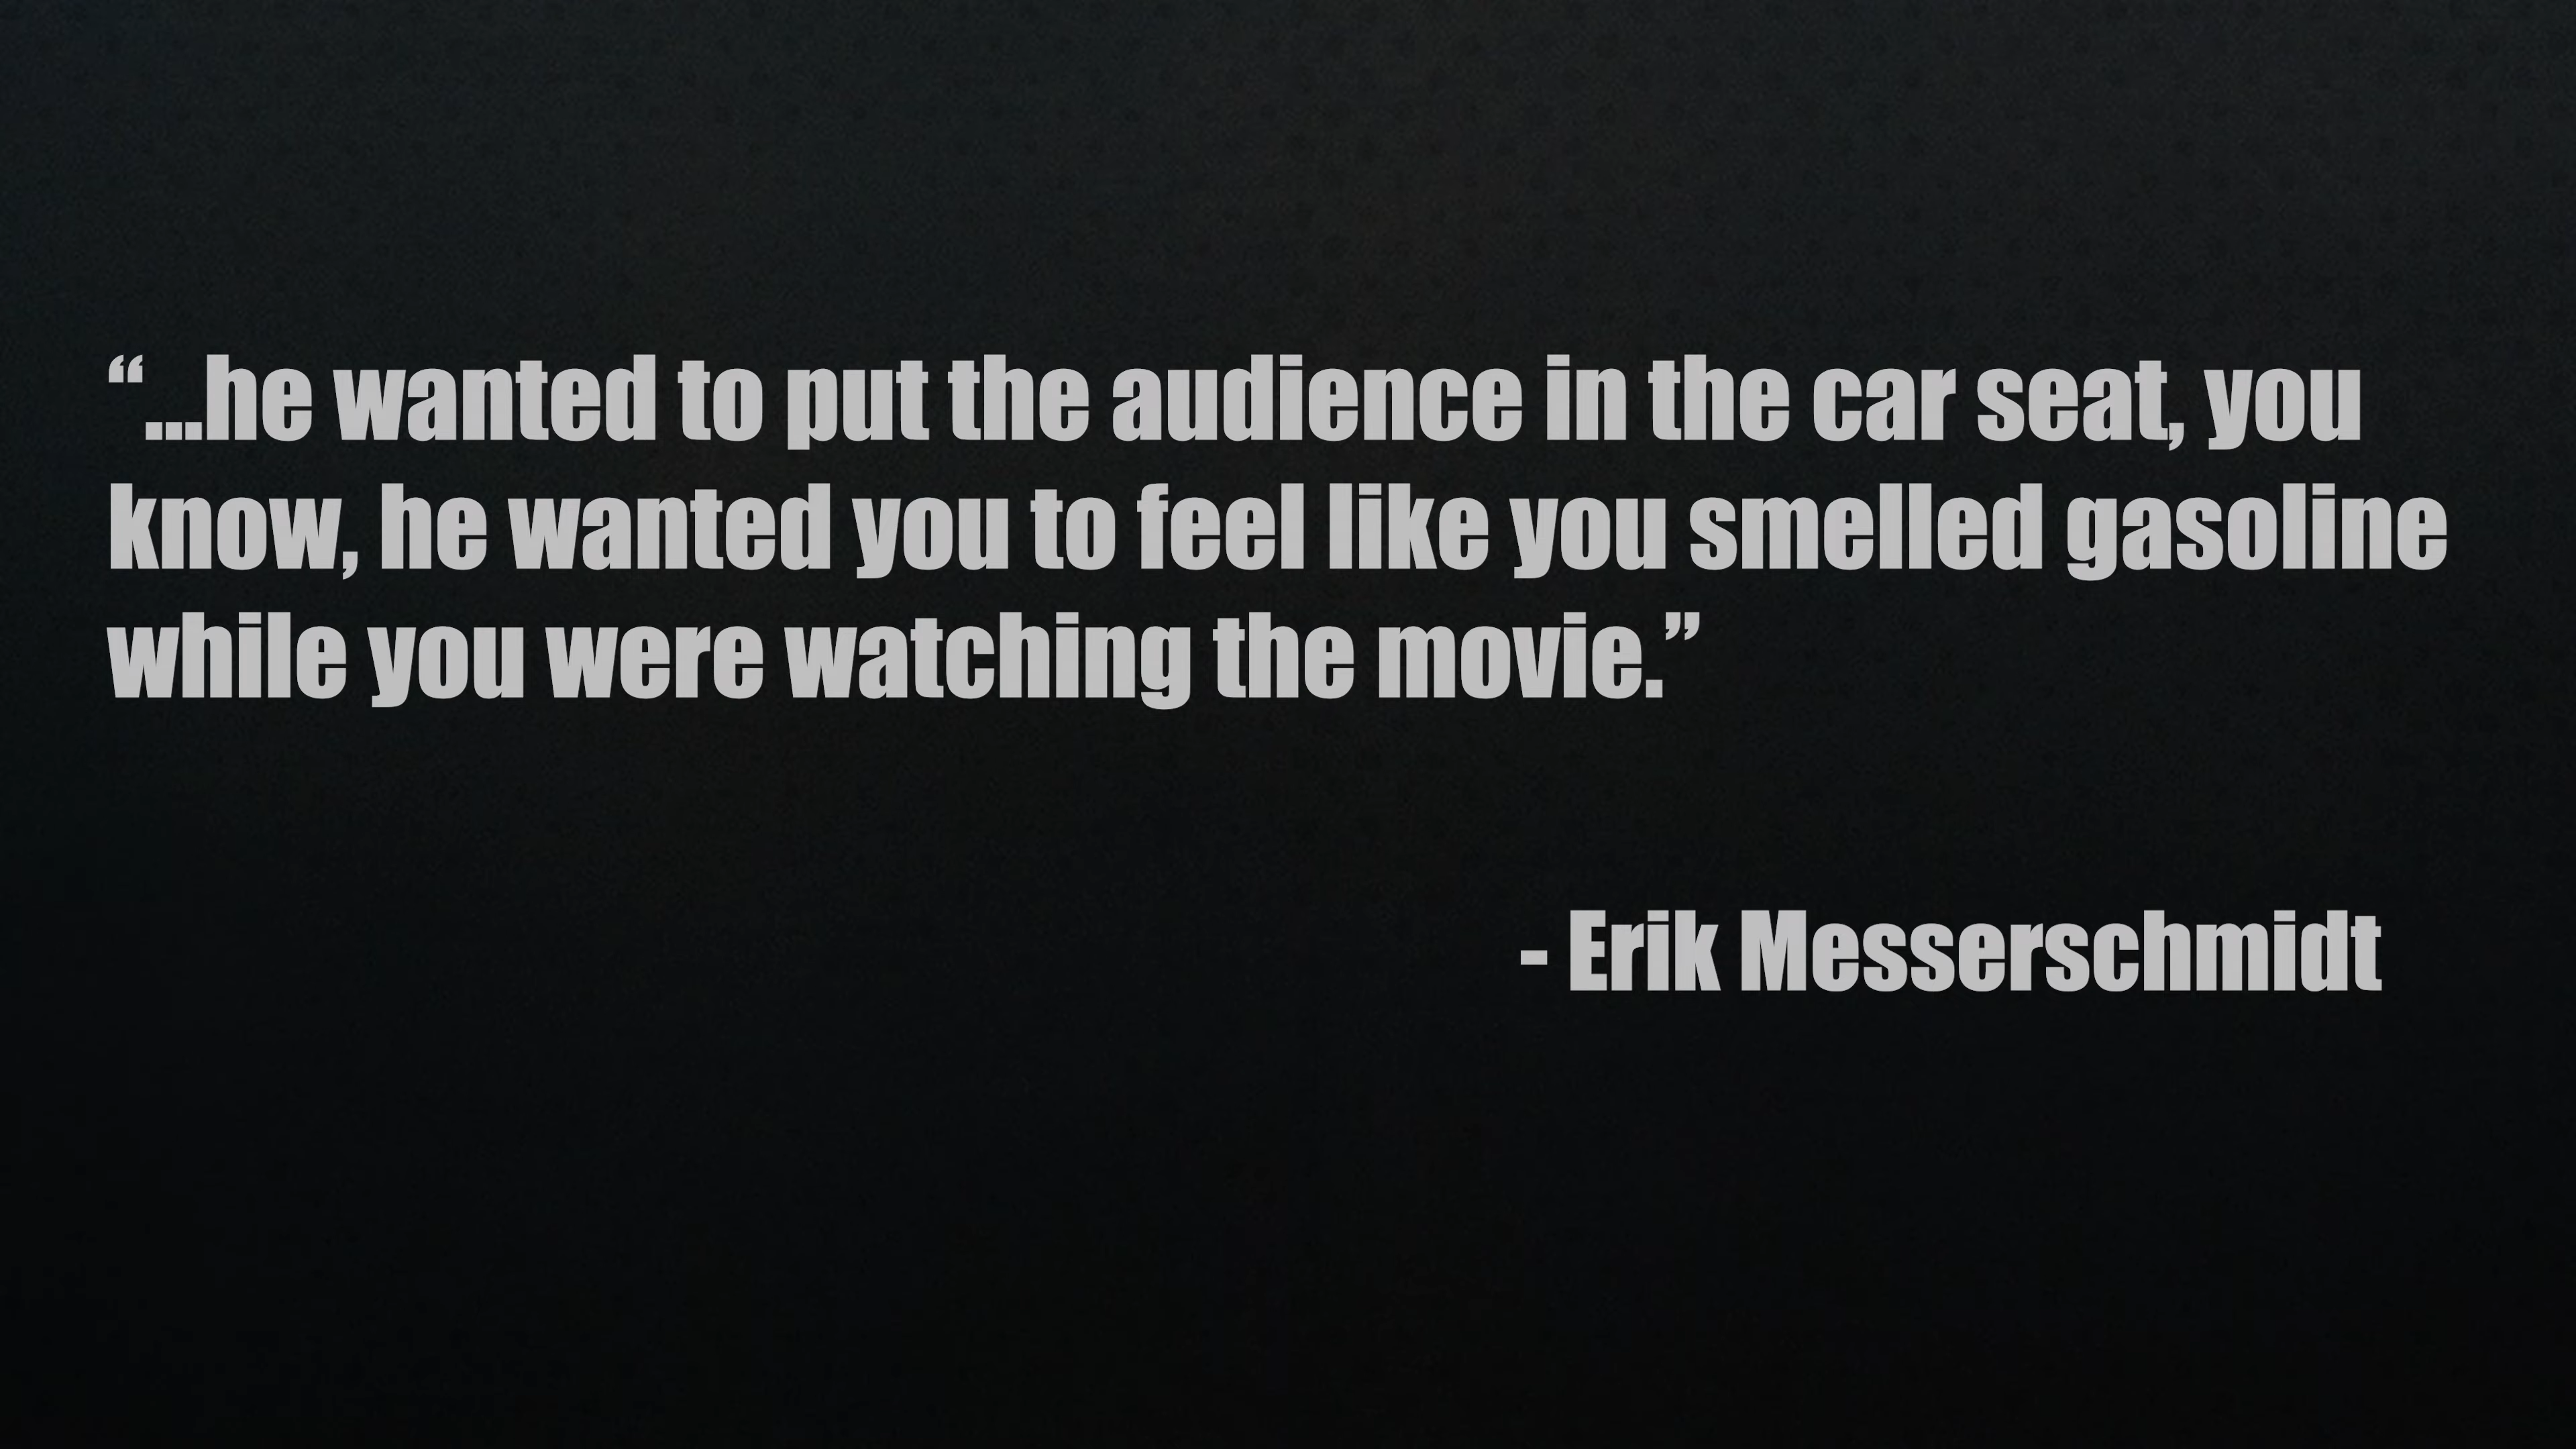 “...he wanted to put the audience in the car seat, you
know, he wanted you to feel like you smelled gasoline
while you were watching the movie.”
- Erik Messerschmidt